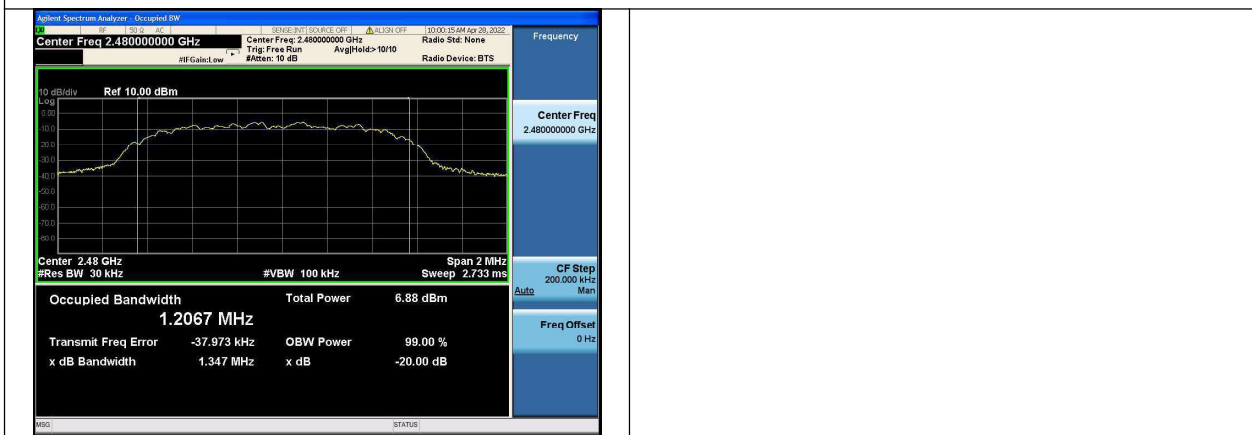 Agilent Spectrum Analyzer - Occupied BW
RF 50 Ω AC SENSE:INT SOURCE OFF ALIGN OFF 10:00:15 AM Apr 28, 2022
Center Freq 2.480000000 GHz Center Freq: 2.480000000 GHz Radio Std: None Frequency
Trig: Free Run Avg|Hold:> 10/10
#IFGain:Low #Atten: 10 dB Radio Device: BTS
10 dB/div Ref 10.00 dBm
Log
0.00
-10.0
-20.0
-30.0
-40.0
-50.0
-60.0
-70.0
-80.0
Center Freq
2.480000000 GHz
Center 2.48 GHz Span 2 MHz
#Res BW 30 kHz #VBW 100 kHz Sweep 2.733 ms
CF Step
200.000 kHz
Auto Man
Occupied Bandwidth Total Power 6.88 dBm
1.2067 MHz
Transmit Freq Error -37.973 kHz OBW Power 99.00 %
x dB Bandwidth 1.347 MHz x dB -20.00 dB
Freq Offset
0 Hz
MSG STATUS